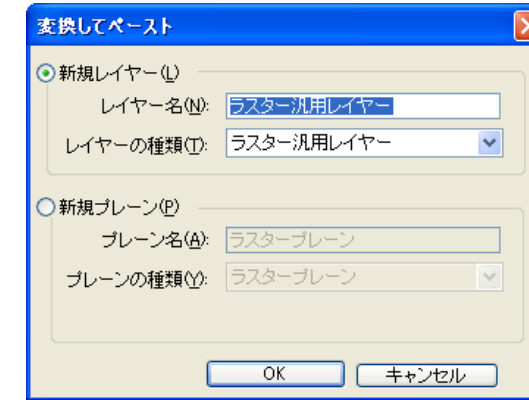 変換してペースト
新規レイヤー(L)
レイヤー名(N): ラスター汎用レイヤー
レイヤーの種類(T): ラスター汎用レイヤー
新規プレーン(P)
プレーン名(A): ラスタープレーン
プレーンの種類(Y): ラスタープレーン
OK キャンセル